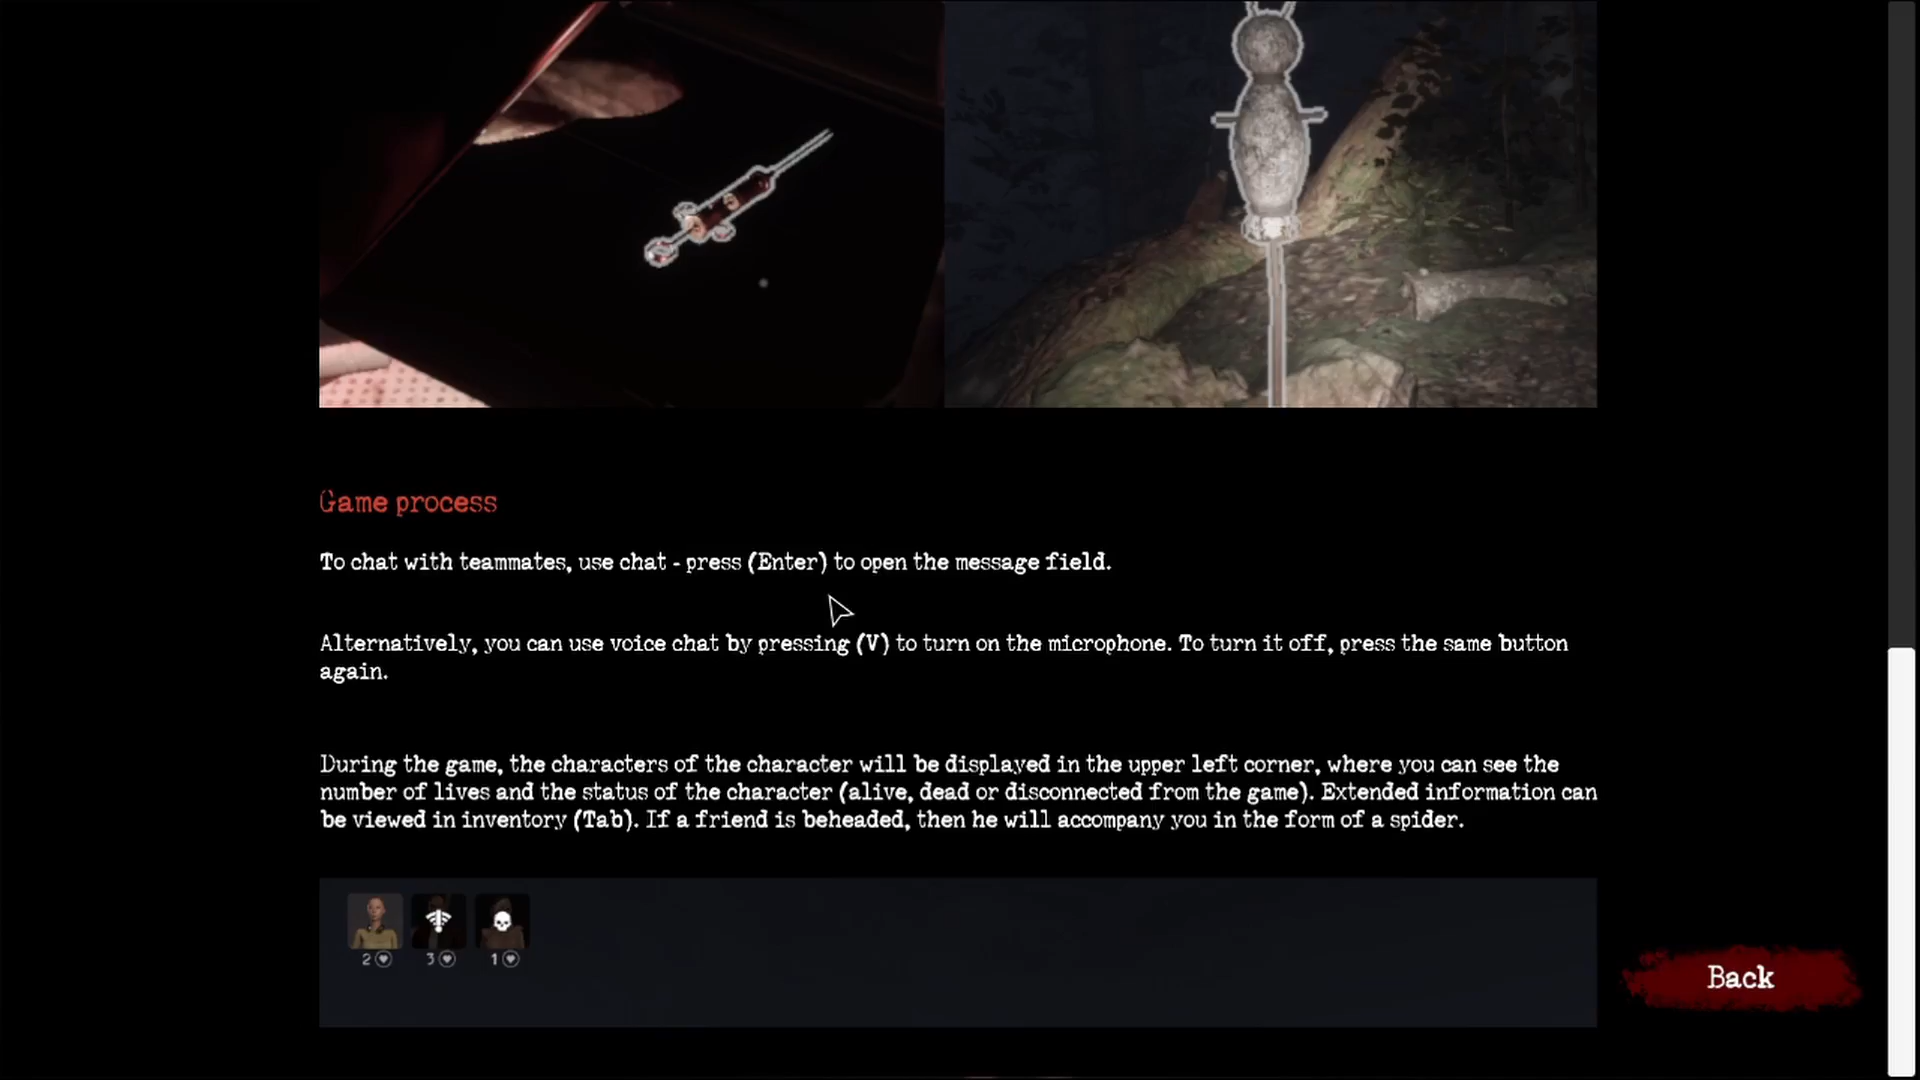 Game process
To chat with teammates, use chat - press (Enter) to open the message field.
Alternatively, you can use voice chat by pressing (V) to turn on the microphone. To turn it off, press the same button
again.
During the game, the characters of the character will be displayed in the upper left corner, where you can see the
number of lives and the status of the character (alive, dead or disconnected from the game). Extended information can
be viewed in inventory (Tab). If a friend is beheaded, then he will accompany you in the form of a spider.
2 3 1
Back